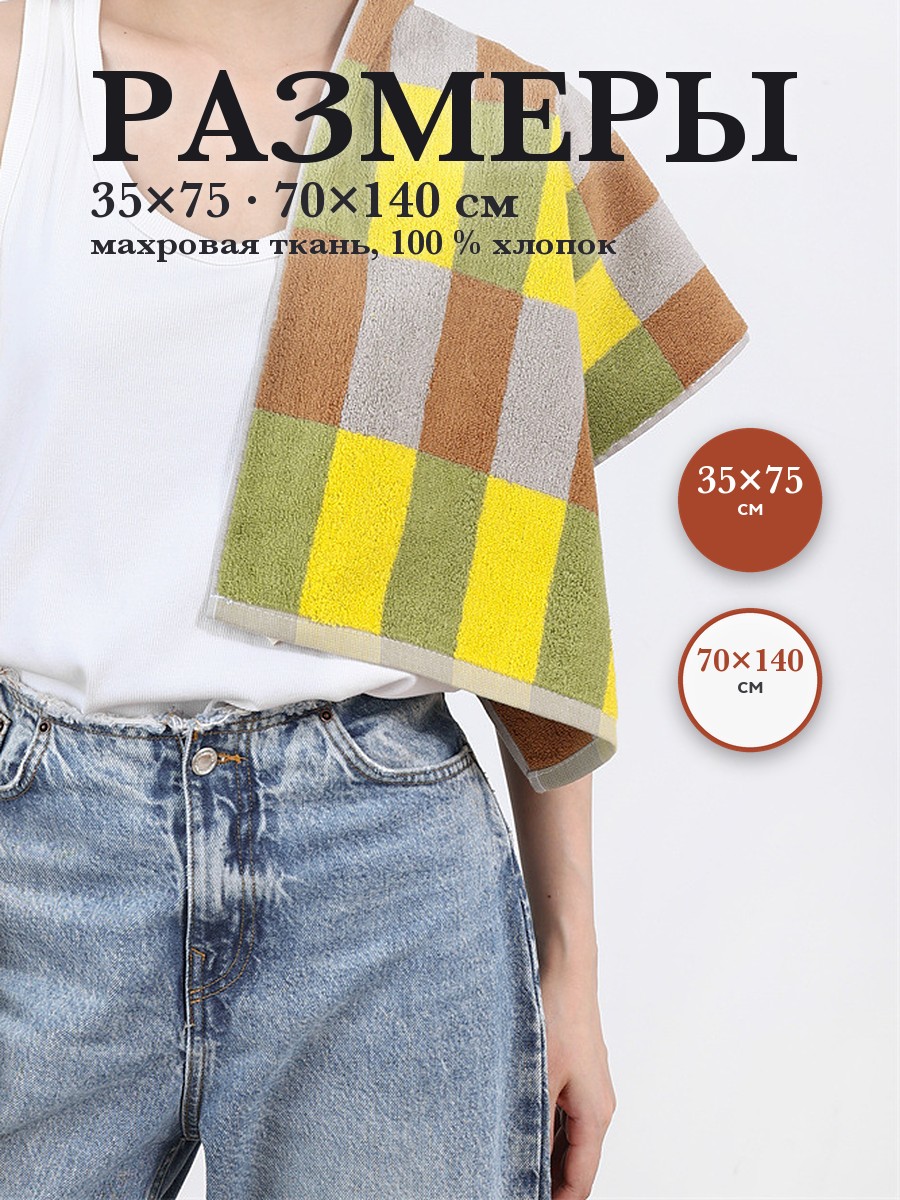 РАЗМЕРЫ
35×75 · 70×140 см
махровая ткань, 100 % хлопок
35×75
см
70×140
см